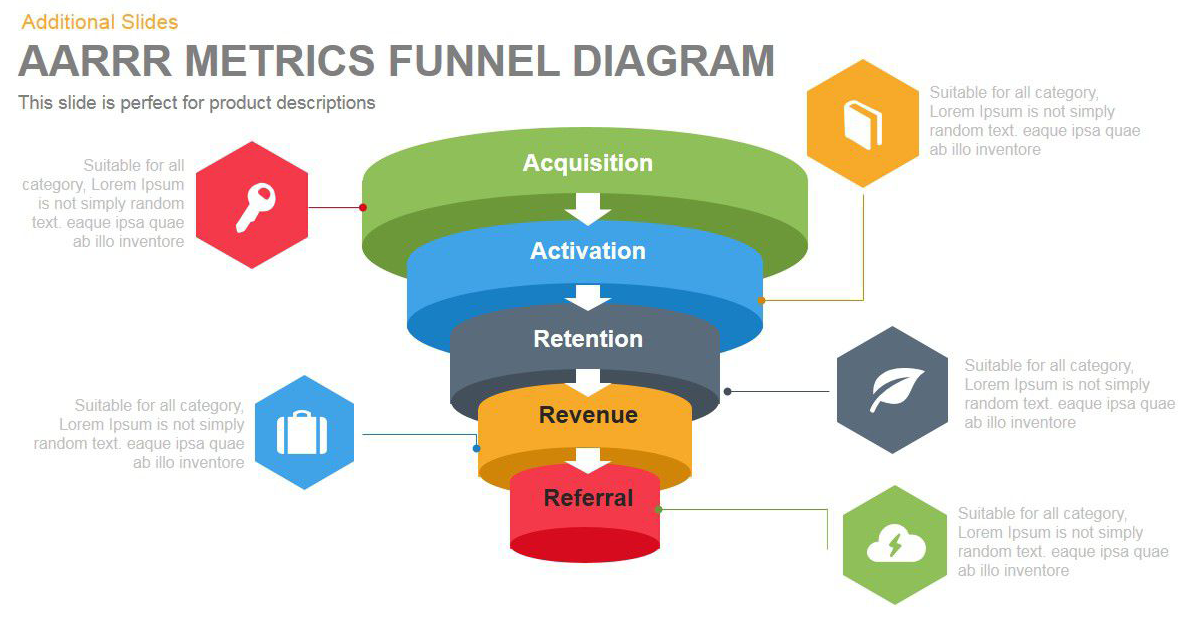 Additional Slides
AARRR METRICS FUNNEL DIAGRAM
This slide is perfect for product descriptions
Suitable for all category,
Lorem Ipsum is not simply
random text. eaque ipsa quae
ab illo inventore
Suitable for all
category, Lorem Ipsum
is not simply random
text. eaque ipsa quae
ab illo inventore
Acquisition
Activation
Retention
Revenue
Referral
Suitable for all category,
Lorem Ipsum is not simply
random text. eaque ipsa quae
ab illo inventore
Suitable for all category,
Lorem Ipsum is not simply
random text. eaque ipsa quae
ab illo inventore
Suitable for all category,
Lorem Ipsum is not simply
random text. eaque ipsa quae
ab illo inventore